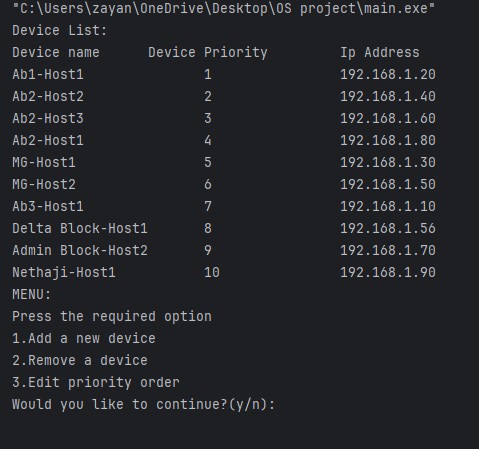 "C:\Users\zayan\OneDrive\Desktop\OS project\main.exe"
Device List:
Device name      Device Priority         Ip Address
Ab1-Host1               1                192.168.1.20
Ab2-Host2               2                192.168.1.40
Ab2-Host3               3                192.168.1.60
Ab2-Host1               4                192.168.1.80
MG-Host1                5                192.168.1.30
MG-Host2                6                192.168.1.50
Ab3-Host1               7                192.168.1.10
Delta Block-Host1       8                192.168.1.56
Admin Block-Host2       9                192.168.1.70
Nethaji-Host1           10               192.168.1.90
MENU:
Press the required option
1.Add a new device
2.Remove a device
3.Edit priority order
Would you like to continue?(y/n):